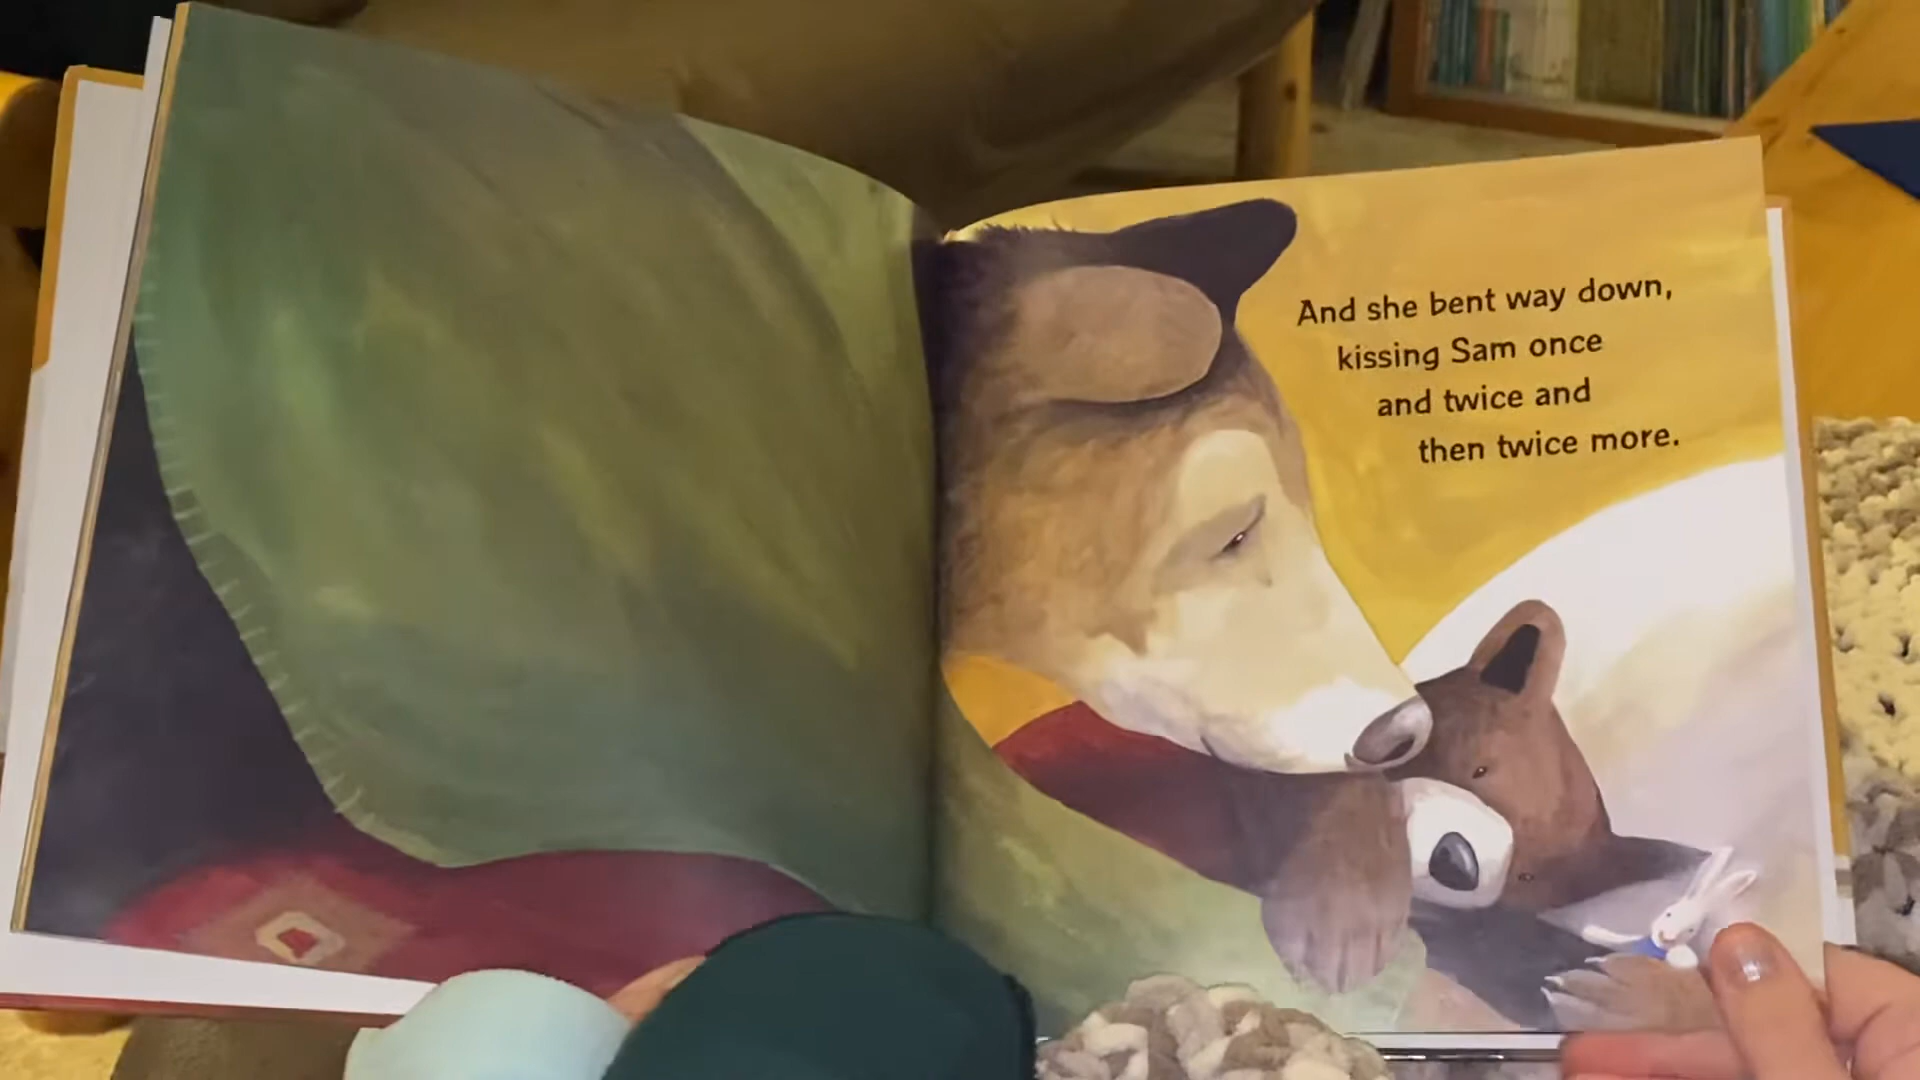 And she bent way down,
kissing Sam once
and twice and
then twice more.